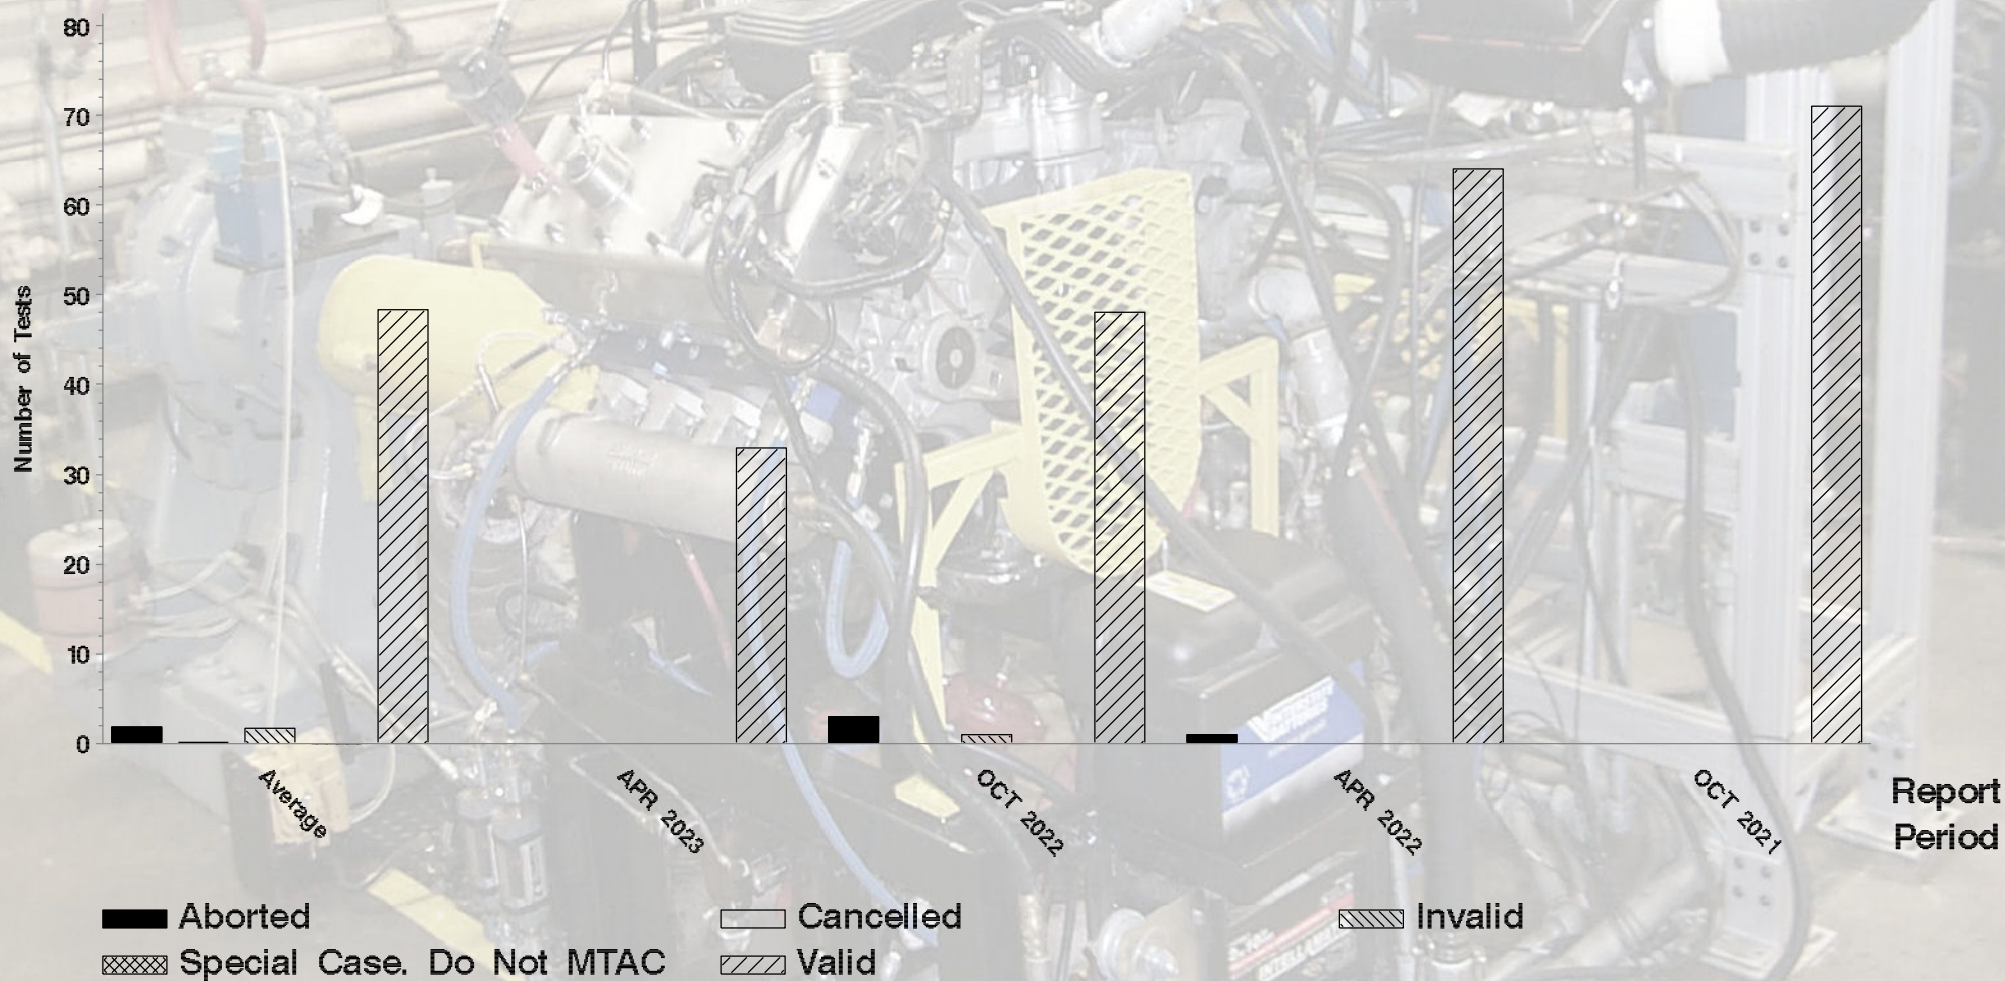 80
70
60
50
40
30
20
10
0
Number of Tests
Average
APR 2023
OCT 2022
APR 2022
OCT 2021
Report
Period
Aborted
Cancelled
Invalid
Special Case. Do Not MTAC
Valid